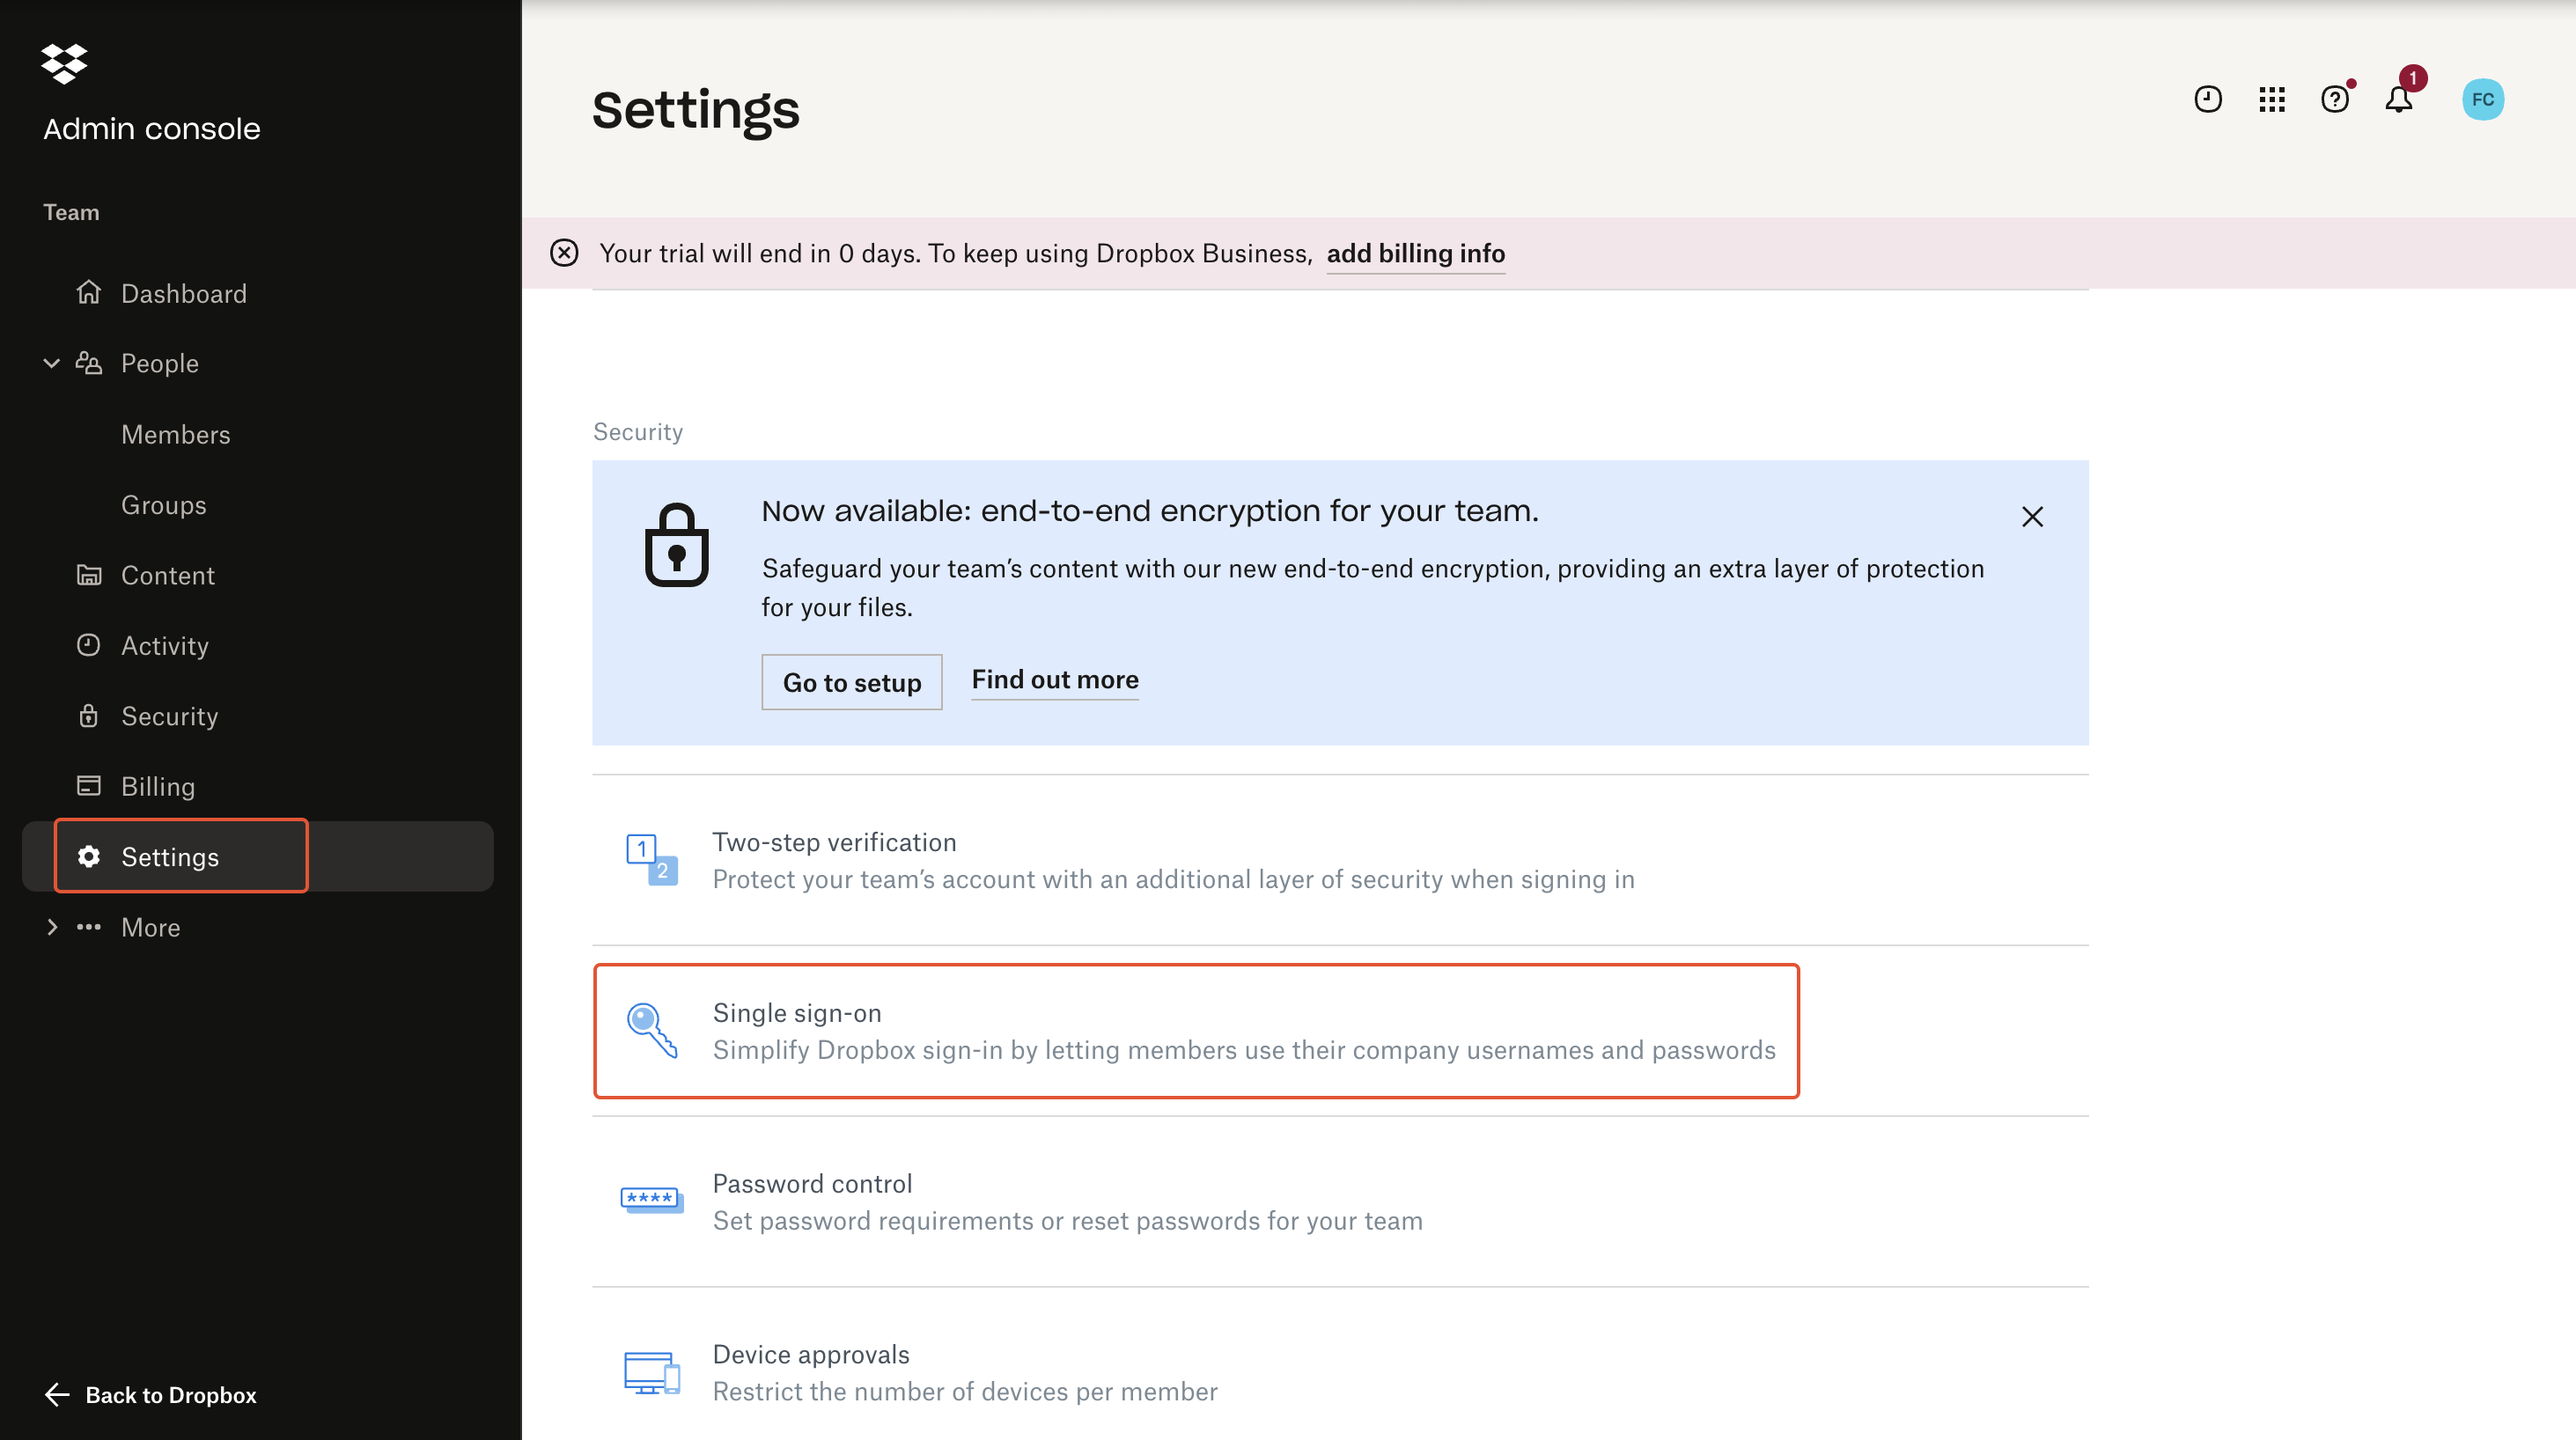 Admin console
Team
Dashboard
People
Members
Groups
Content
Activity
Security
Billing
Settings
More
Back to Dropbox
Settings
1
FC
Your trial will end in 0 days. To keep using Dropbox Business, add billing info
Security
Now available: end-to-end encryption for your team.
Safeguard your team’s content with our new end-to-end encryption, providing an extra layer of protection
for your files.
Go to setup
Find out more
1
2
Two-step verification
Protect your team’s account with an additional layer of security when signing in
Single sign-on
Simplify Dropbox sign-in by letting members use their company usernames and passwords
****
Password control
Set password requirements or reset passwords for your team
Device approvals
Restrict the number of devices per member